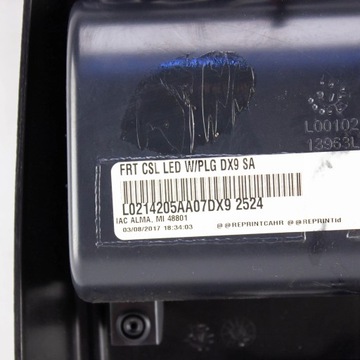 L00102
13963L
FRT CSL LED W/PLG DX9 SA
L0214205AA07DX9 2524
IAC ALMA, MI 48801
03/08/2017 18:34:03 @@REPRINTCAHR @@REPRINTid